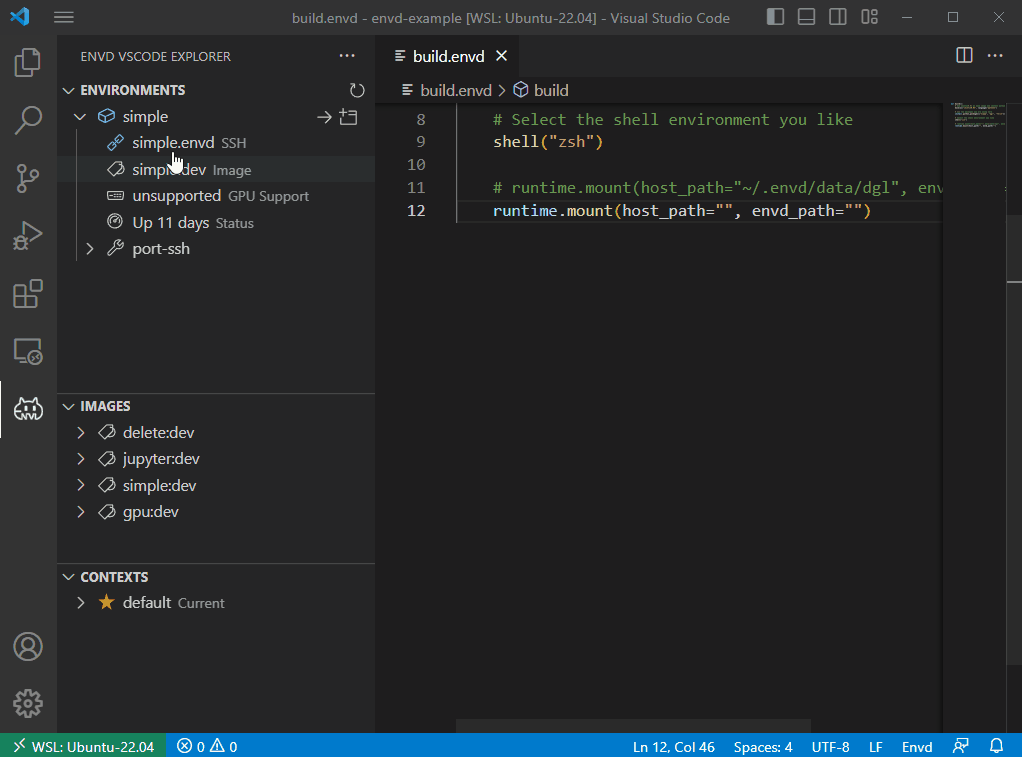 build.envd - envd-example [WSL: Ubuntu-22.04] - Visual Studio Code
ENVD VSCODE EXPLORER
ENVIRONMENTS
simple
simple.envd SSH
Image
unsupported GPU Support
Up 11 days Status
port-ssh
IMAGES
delete:dev
jupyter:dev
simple:dev
gpu:dev
CONTEXTS
default Current
build.envd
build.envd > build
8 # Select the shell environment you like
9 shell("zsh")
10
11 # runtime.mount(host_path="~/.envd/data/dgl", env
12 runtime.mount(host_path="", envd_path="")
WSL: Ubuntu-22.04
0 0
Ln 12, Col 46
Spaces: 4
UTF-8
LF
Envd